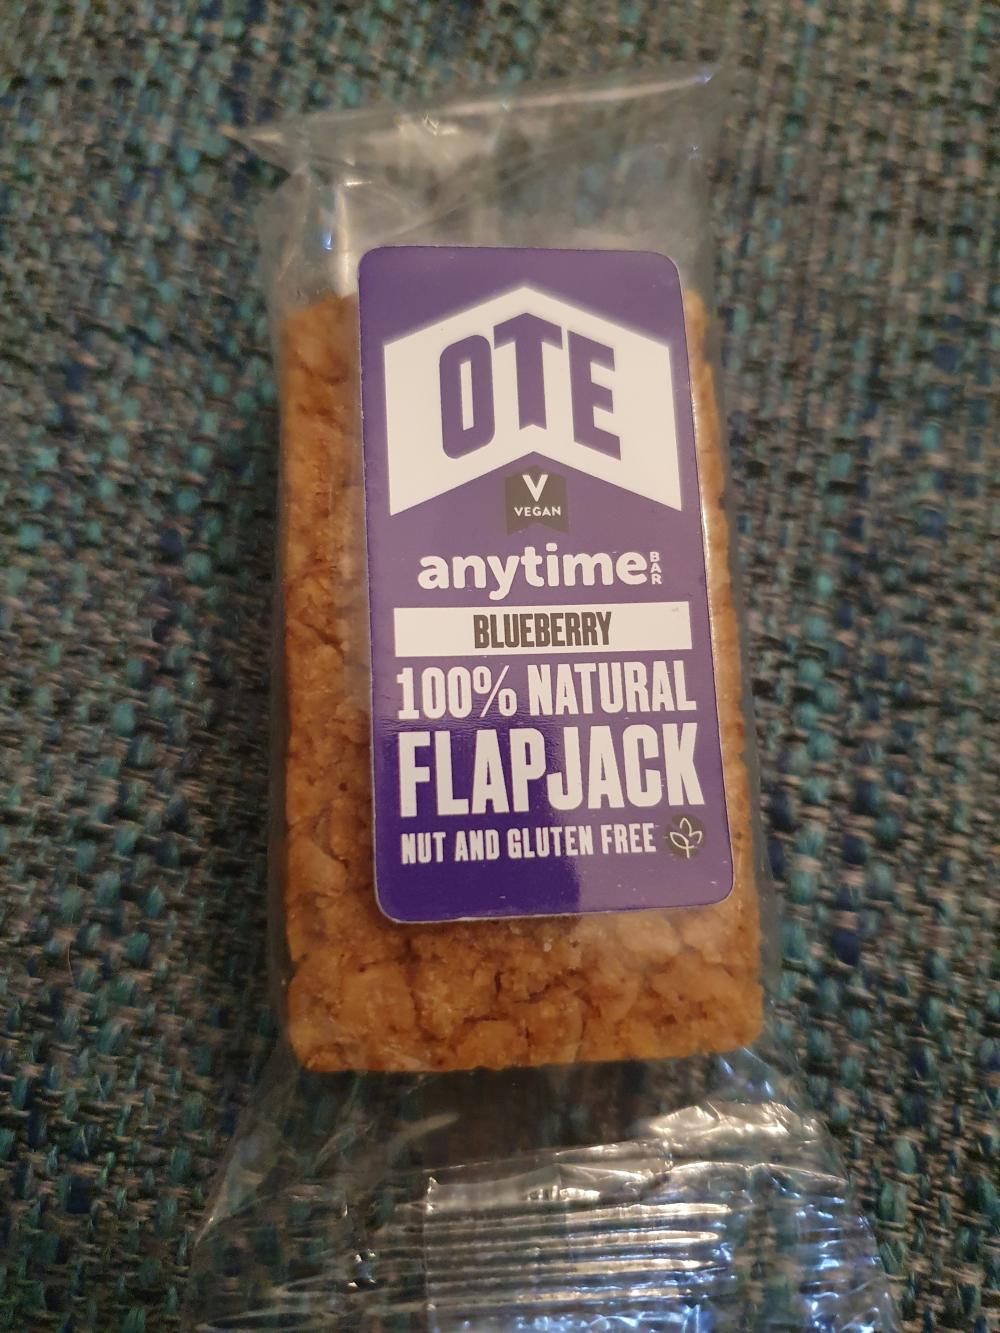 OTE
V
VEGAN
anytime BAR
BLUEBERRY
100% NATURAL
FLAPJACK
NUT AND GLUTEN FREE